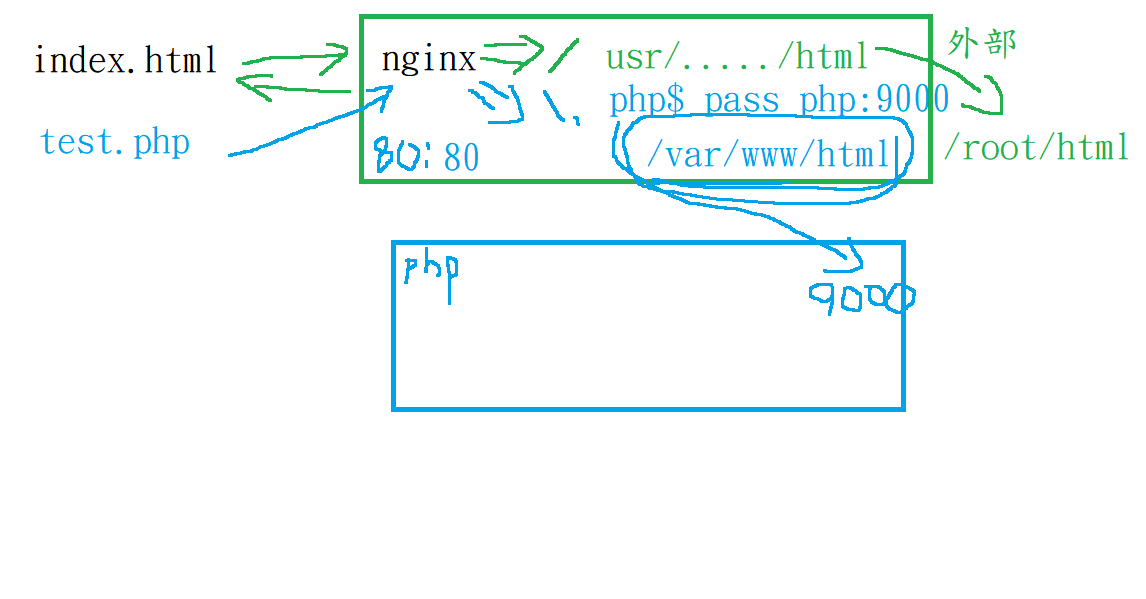 index.html
nginx / usr/...../html 外部
\. php$ pass php:9000
test.php
80:80 /var/www/html /root/html
php
9000